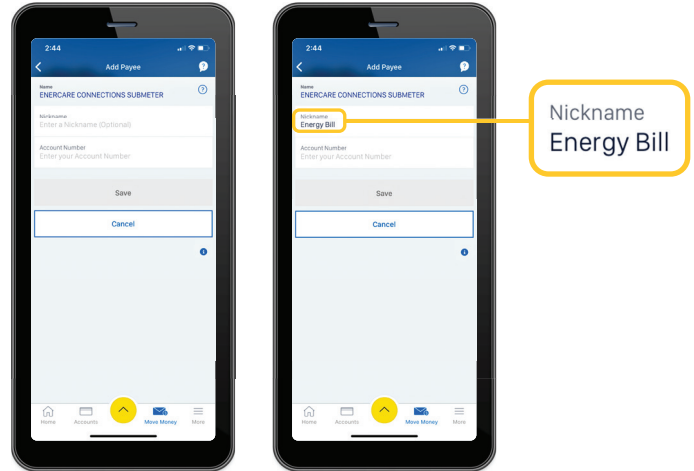 2:44
Add Payee
?
Name
ENERCARE CONNECTIONS SUBMETER
?
Nickname
Enter a Nickname (Optional)
Account Number
Enter your Account Number
Save
Cancel
i
Home
Accounts
Move Money
More
2:44
Add Payee
?
Name
ENERCARE CONNECTIONS SUBMETER
?
Nickname
Energy Bill
Account Number
Enter your Account Number
Save
Cancel
i
Home
Accounts
Move Money
More
Nickname
Energy Bill